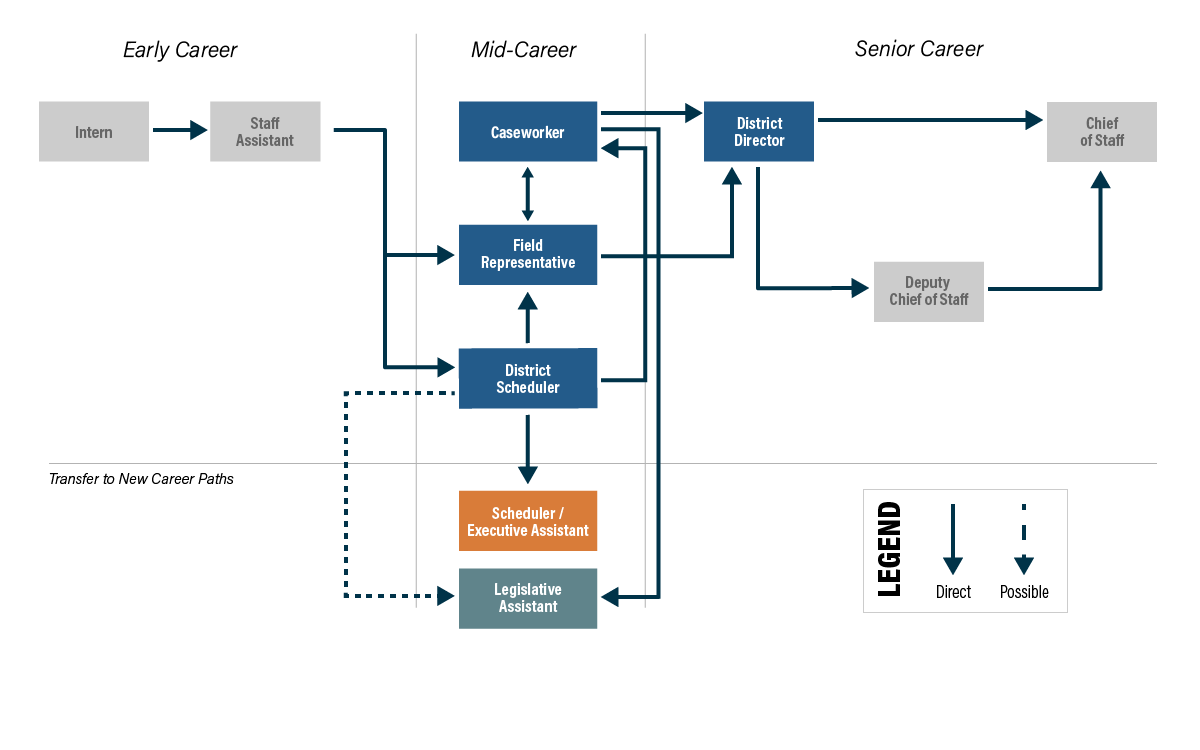 Early Career
Mid-Career
Senior Career
Intern
Staff
Assistant
Caseworker
District
Director
Chief
of Staff
Field
Representative
Deputy
Chief of Staff
District
Scheduler
Transfer to New Career Paths
Scheduler /
Executive Assistant
Legislative
Assistant
LEGEND
Direct
Possible